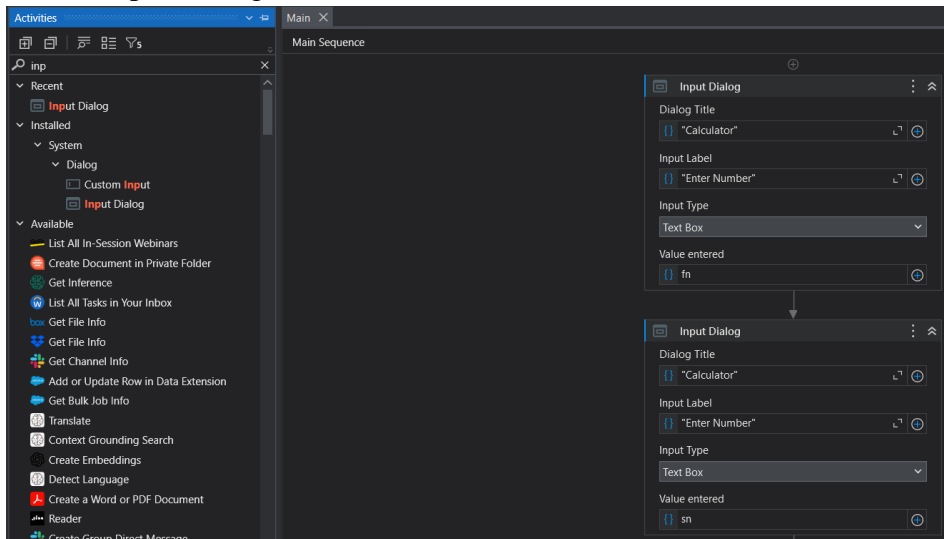 Activities
inp
Recent
Input Dialog
Installed
System
Dialog
Custom Input
Input Dialog
Available
List All In-Session Webinars
Create Document in Private Folder
Get Inference
List All Tasks in Your Inbox
box Get File Info
Get File Info
Get Channel Info
Add or Update Row in Data Extension
Get Bulk Job Info
Translate
Context Grounding Search
Create Embeddings
Detect Language
Create a Word or PDF Document
Reader
Create Group Direct Message
Main
Main Sequence
Input Dialog
Dialog Title
"Calculator"
Input Label
"Enter Number"
Input Type
Text Box
Value entered
fn
Input Dialog
Dialog Title
"Calculator"
Input Label
"Enter Number"
Input Type
Text Box
Value entered
sn